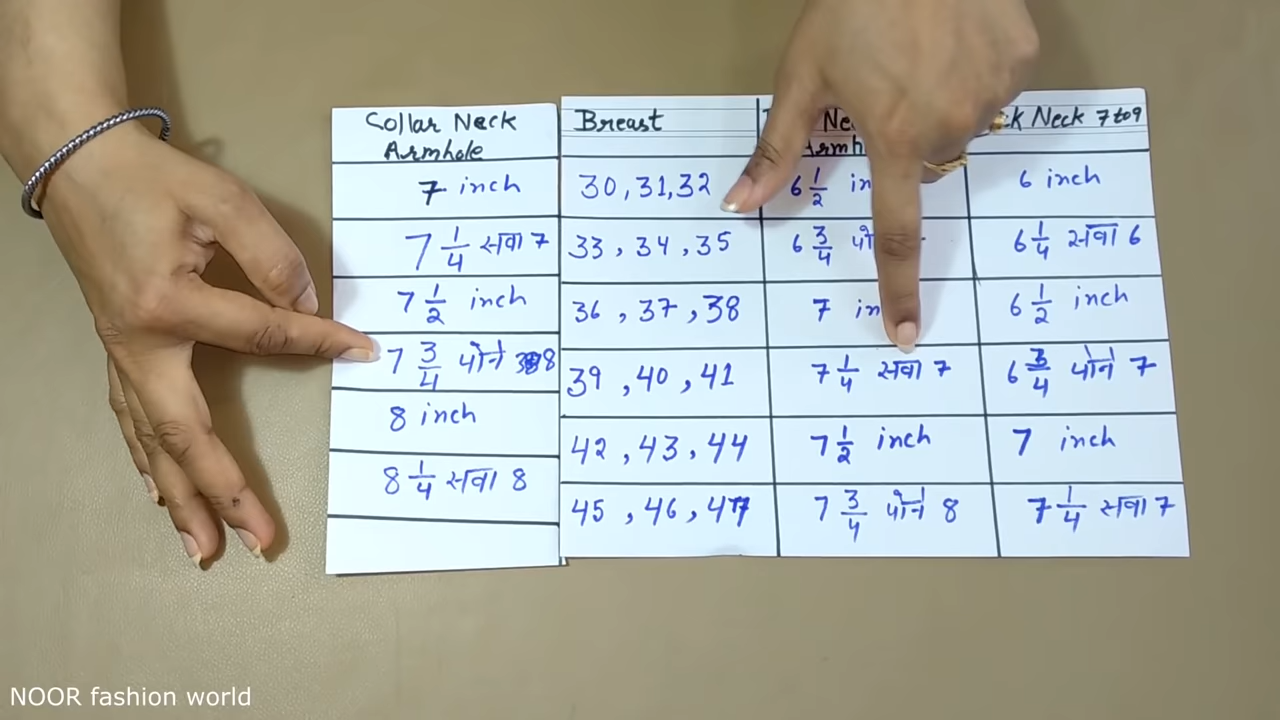 Collar Neck Armhole
7 inch
7 1/4 सवा 7
7 1/2 inch
7 3/4 पौने 8
8 inch
8 1/4 सवा 8
Breast Neck 7 to 9
30, 31, 32 6 1/2 6 inch
33, 34, 35 6 3/4 6 1/4 सवा 6
36, 37, 38 7 6 1/2 inch
39, 40, 41 7 1/4 सवा 7 6 3/4 पौने 7
42, 43, 44 7 1/2 inch 7 inch
45, 46, 47 7 3/4 पौने 8 7 1/4 सवा 7
NOOR fashion world